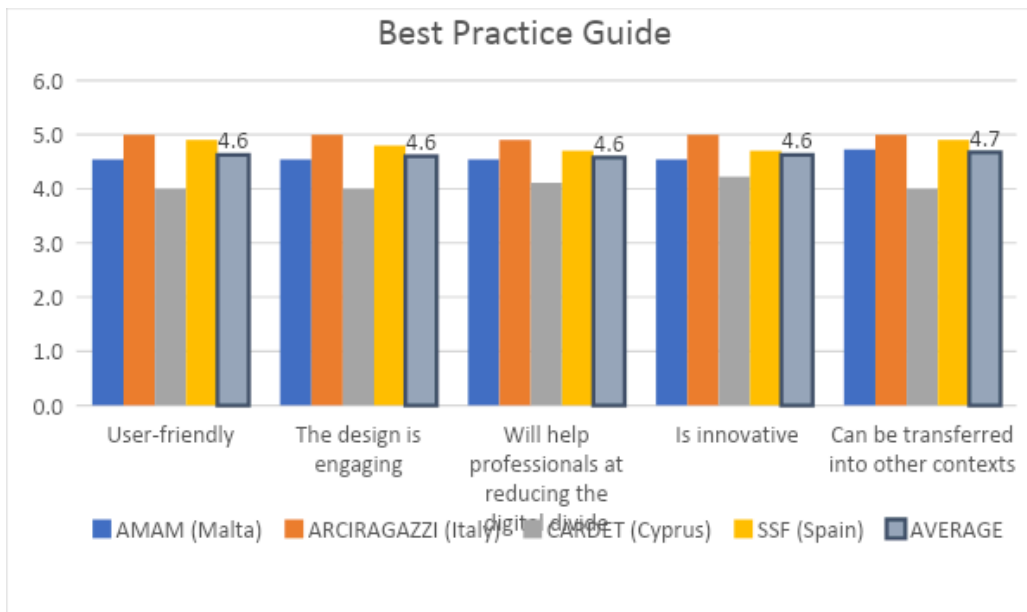 Best Practice Guide
6.0
5.0
4.0
3.0
2.0
1.0
0.0
4.6
4.6
4.6
4.6
4.7
User-friendly
The design is
engaging
Will help
professionals at
reducing the
digital divide
Is innovative
Can be transferred
into other contexts
AMAM (Malta)
ARCIRAGAZZI (Italy)
CARDET (Cyprus)
SSF (Spain)
AVERAGE